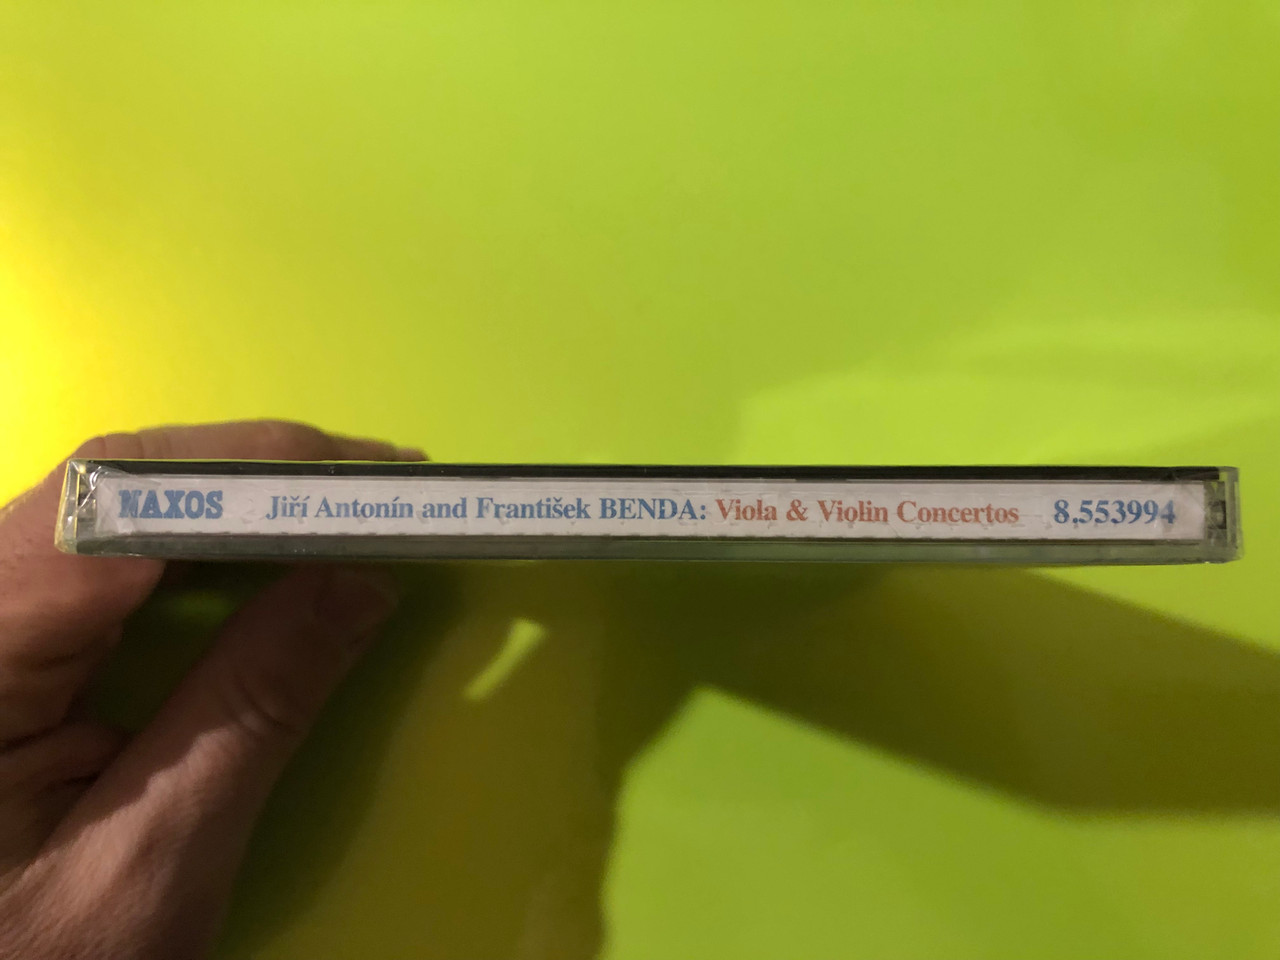 NAXOS Jiří Antonín and František BENDA: Viola & Violin Concertos 8.553994